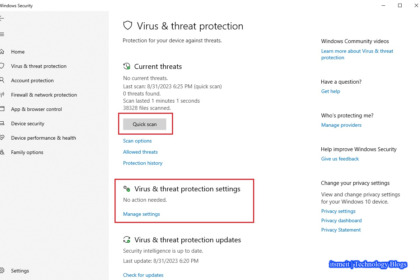 Windows Security
Home
Virus & threat protection
Account protection
Firewall & network protection
App & browser control
Device security
Device performance & health
Family options
Settings
Virus & threat protection
Protection for your device against threats.
Current threats
No current threats.
Last scan: 8/31/2023 6:25 PM (quick scan)
0 threats found.
Scan lasted 1 minutes 1 seconds
38328 files scanned.
Quick scan
Scan options
Allowed threats
Protection history
Virus & threat protection settings
No action needed.
Manage settings
Virus & threat protection updates
Security intelligence is up to date.
Last update: 8/31/2023 6:20 PM
Check for updates
Windows Community videos
Learn more about Virus & threat protection
Have a question?
Get help
Who's protecting me?
Manage providers
Help improve Windows Security
Give us feedback
Change your privacy settings
View and change privacy settings
for your Windows 10 device.
Privacy settings
Privacy dashboard
Privacy Statement
itsmeit | Technology Blogs